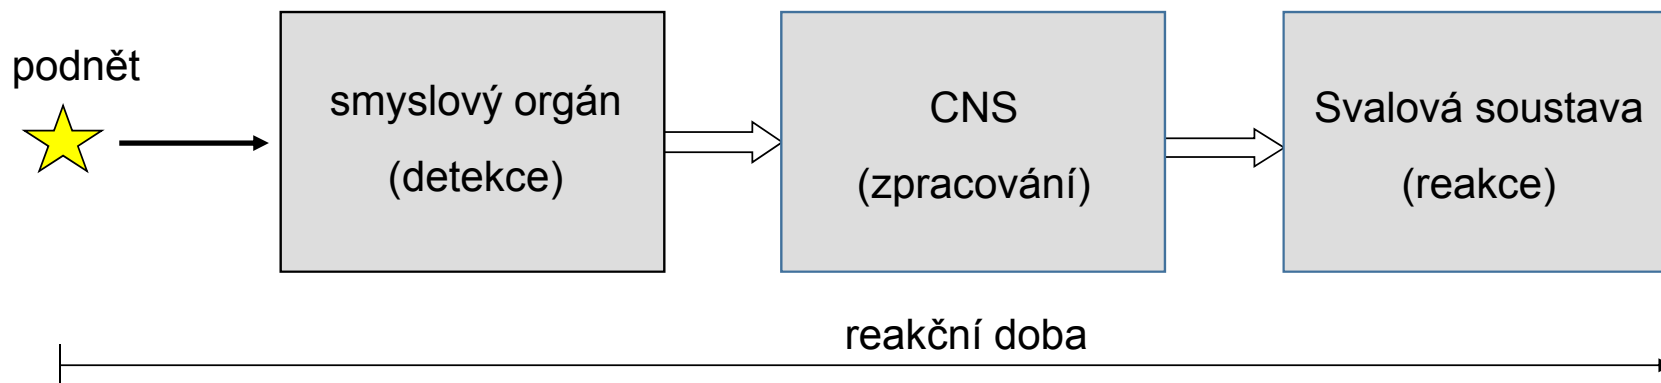 podnět
smyslový orgán
(detekce)
CNS
(zpracování)
Svalová soustava
(reakce)
reakční doba